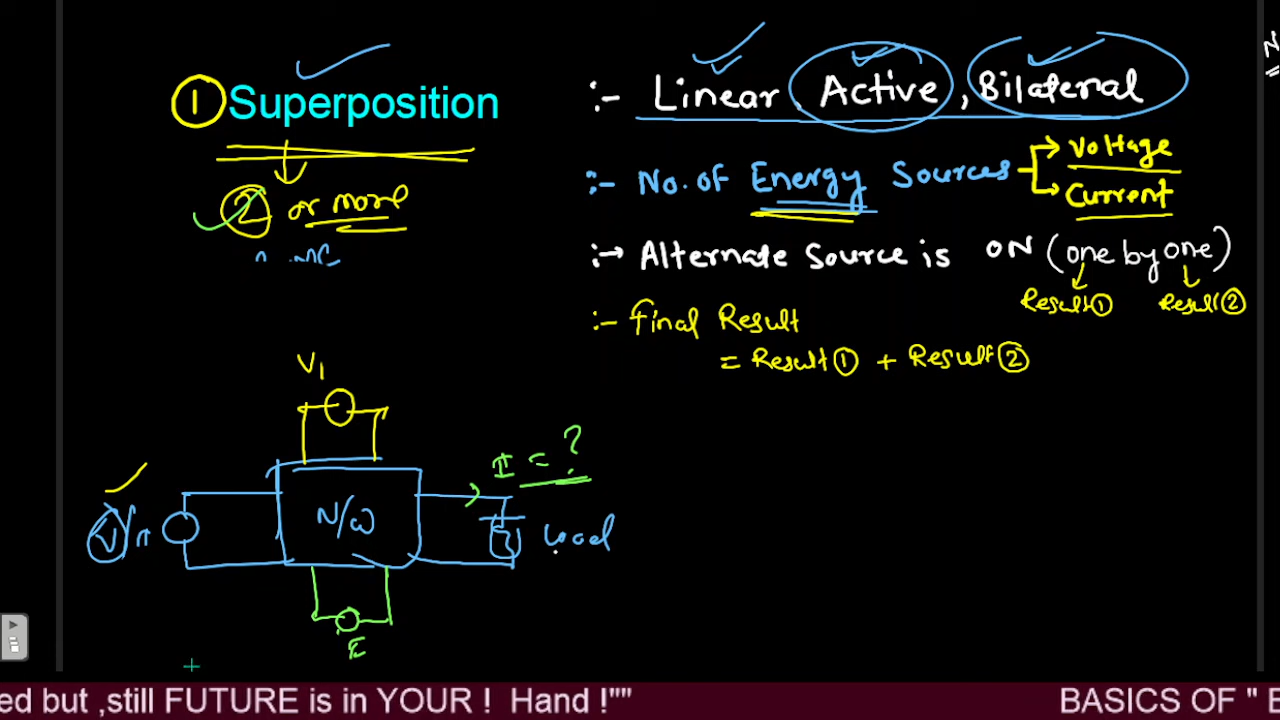 ① Superposition
2 or more
:- Linear, Active, Bilateral
:- No. of Energy Sources
Voltage
Current
:→ Alternate Source is ON (one by one)
Result① Result②
:- Final Result
= Result① + Result②
V1
I = ?
N/W
Load
E
ed but ,still FUTURE is in YOUR ! Hand !"" BASICS OF " E